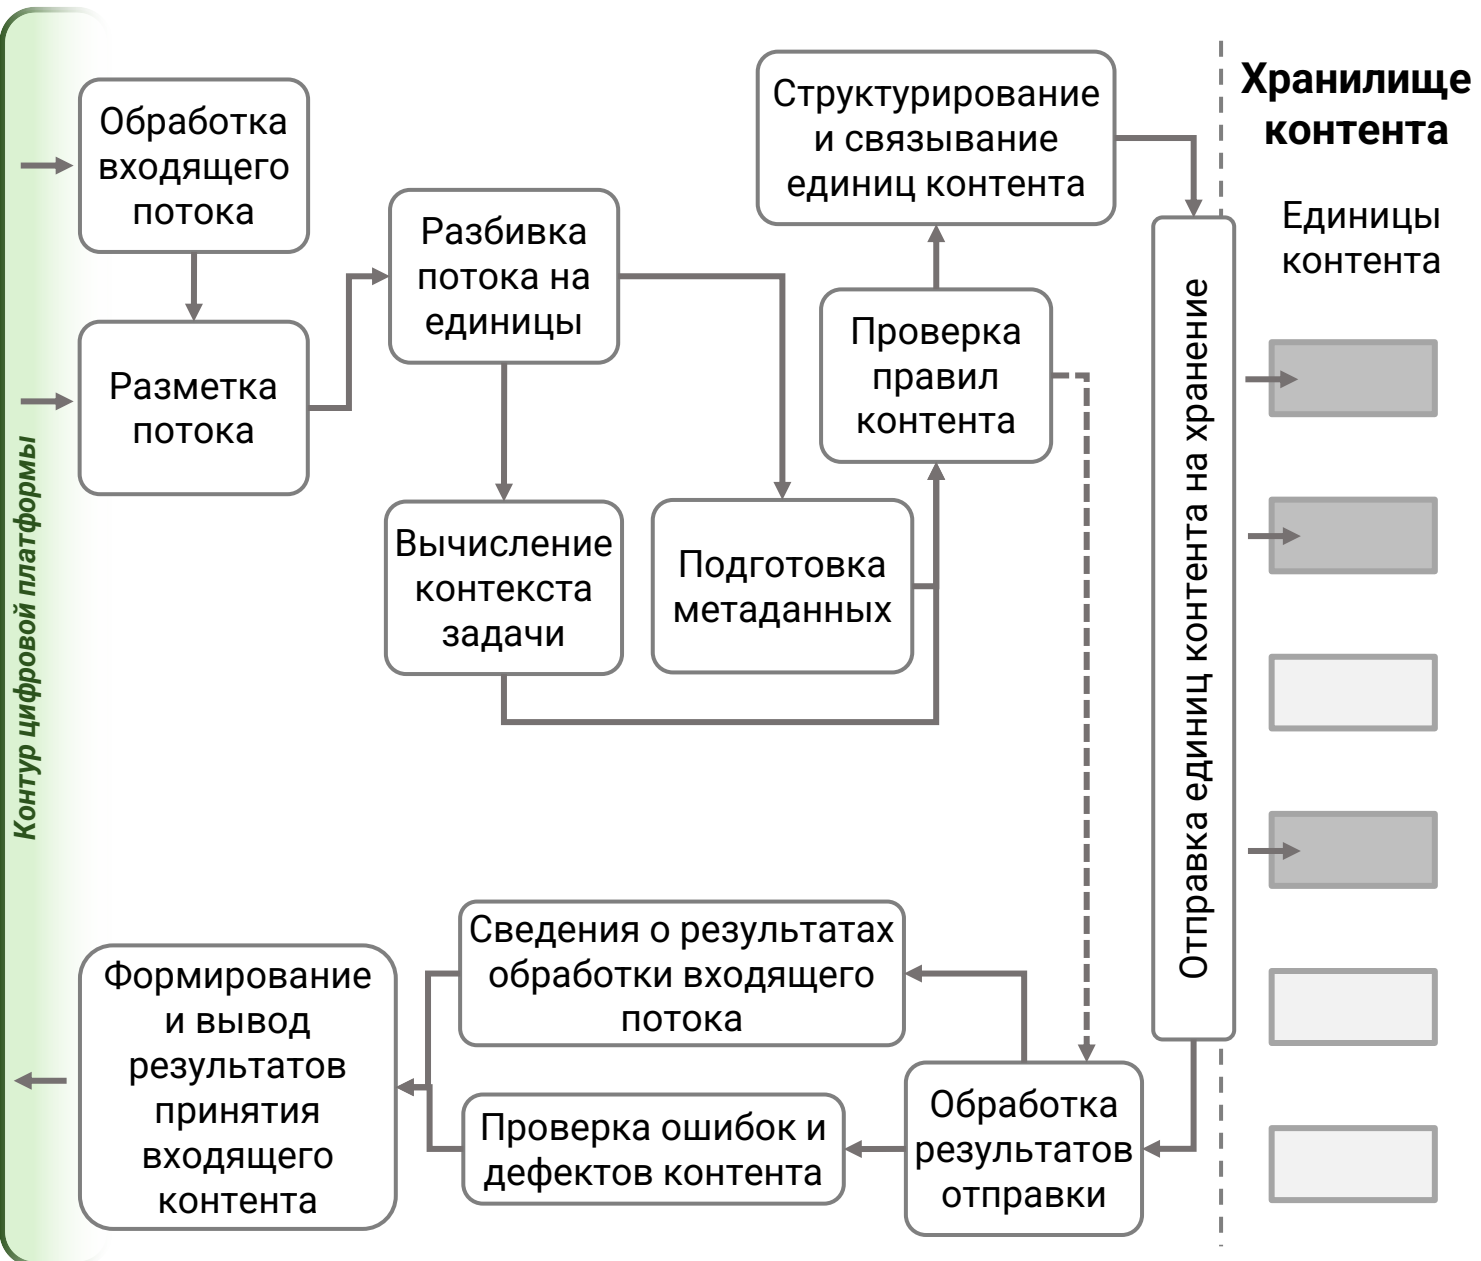 Контур цифровой платформы
Обработка
входящего
потока
Разметка
потока
Разбивка
потока на
единицы
Вычисление
контекста
задачи
Подготовка
метаданных
Структурирование
и связывание
единиц контента
Проверка
правил
контента
Отправка единиц контента на хранение
Хранилище
контента
Единицы
контента
Сведения о результатах
обработки входящего
потока
Проверка ошибок и
дефектов контента
Обработка
результатов
отправки
Формирование
и вывод
результатов
принятия
входящего
контента